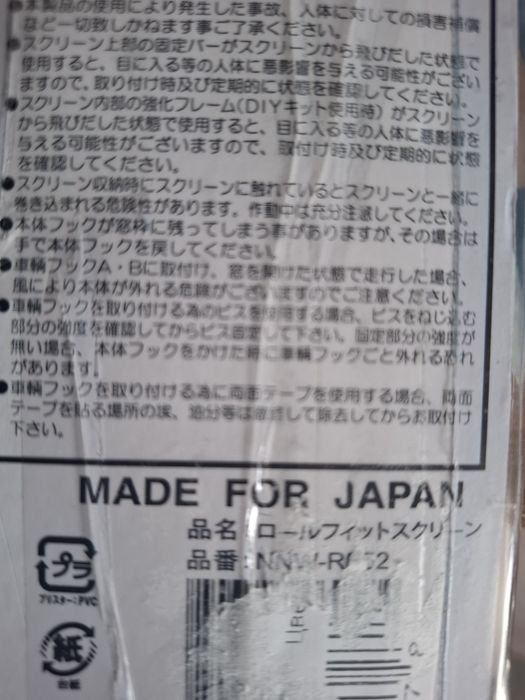 ●本製品の使用により発生した事故、人体に対しての損害補償
など一切致しかねます事ご了承ください。
●スクリーン上部の固定バーがスクリーンから飛びだした状態で
使用すると、目に入る等の人体に悪影響を与える可能性がござい
ますので、取り付け時及び定期的に状態を確認してください。
●スクリーン内部の強化フレーム(DIYキット使用時)がスクリーン
から飛びだした状態で使用すると、目に入る等の人体に悪影響を
与える可能性がございますので、取付け時及び定期的に状態
を確認してください。
●スクリーン収納時にスクリーンに触れているとスクリーンと一緒に
巻き込まれる危険性があります。作動中は充分注意してください。
●本体フックが窓枠に残ってしまう事がありますが、その場合は
手で本体フックを戻してください。
●車輌フックA・Bに取付け、窓を開けた状態で走行した場合、
風により本体が外れる危険がございますのでご注意ください。
●車輌フックを取り付ける為のビスを使用する場合、ビスをねじ込む
部分の強度を確認してからビス固定して下さい。固定部分の強度が
無い場合、本体フックをかけた時に車輌フックごと外れる恐れ
があります。
●車輌フックを取り付ける為に両面テープを使用する場合、両面
テープを貼る場所の埃、油分等は徹底して除去してからお取付け
下さい。
MADE FOR JAPAN
品名:ロールフィットスクリーン
品番:
プラ
ブリスター:PVC
紙
台紙